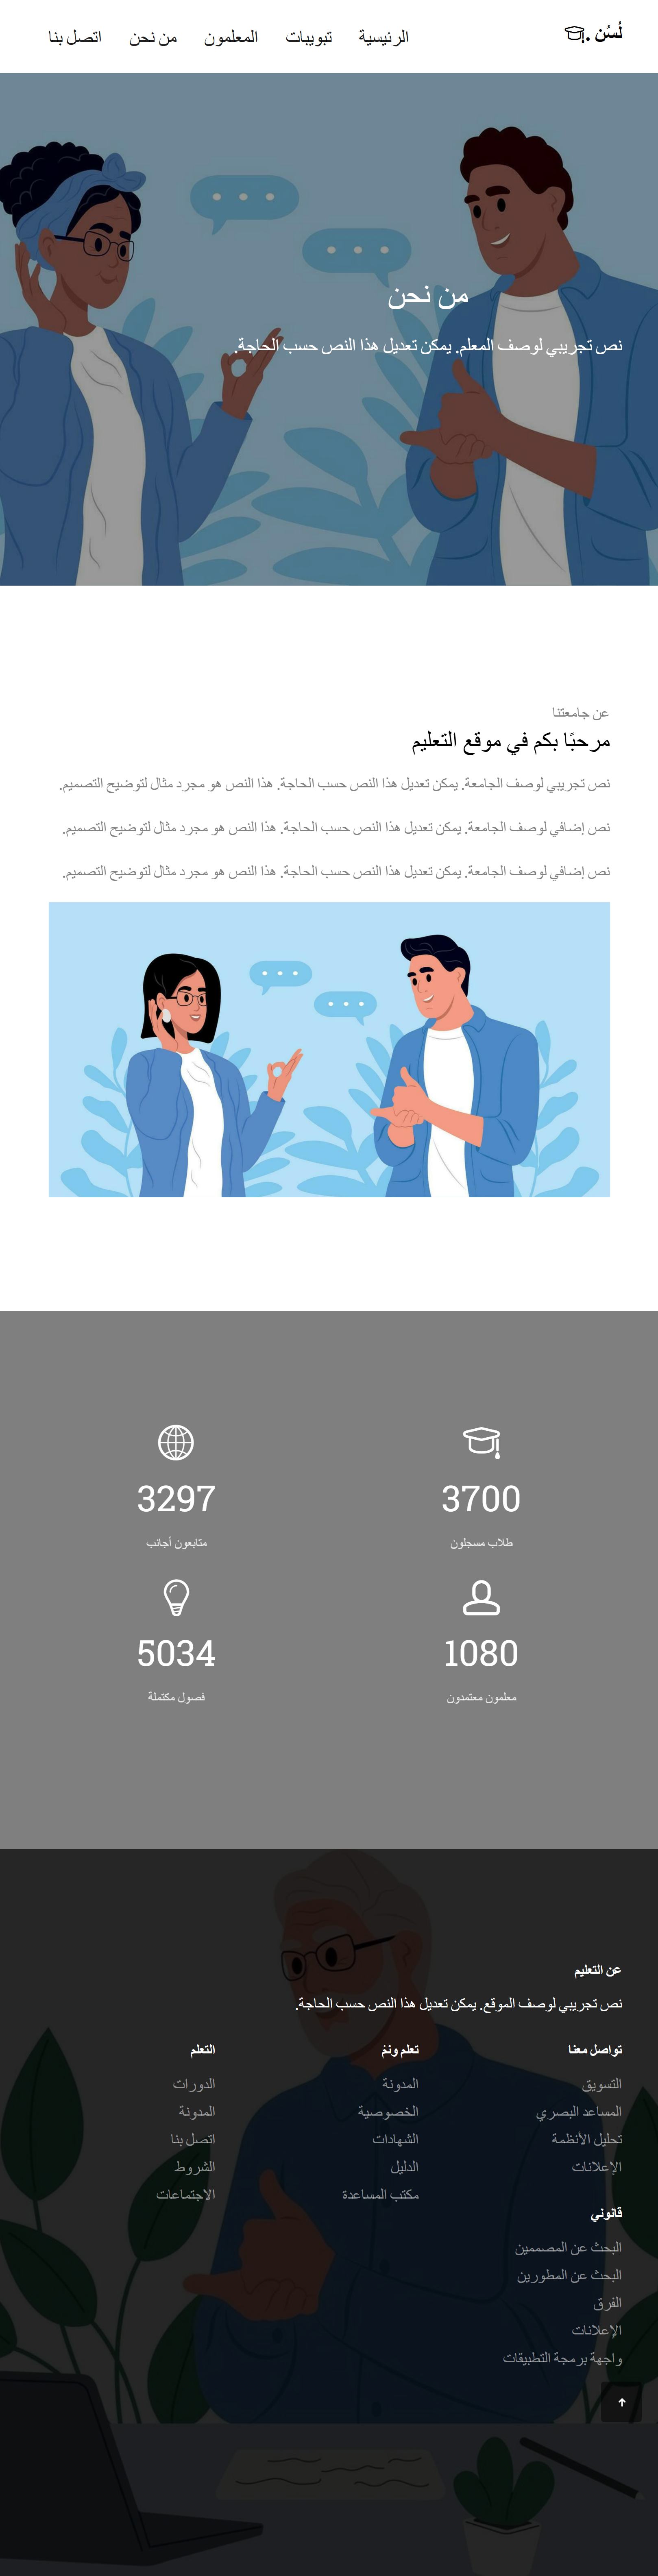 لُسُن .
الرئيسية تبويبات المعلمون من نحن اتصل بنا
من نحن
نص تجريبي لوصف المعلم. يمكن تعديل هذا النص حسب الحاجة.
عن جامعتنا
مرحبًا بكم في موقع التعليم
نص تجريبي لوصف الجامعة. يمكن تعديل هذا النص حسب الحاجة. هذا النص هو مجرد مثال لتوضيح التصميم.
نص إضافي لوصف الجامعة. يمكن تعديل هذا النص حسب الحاجة. هذا النص هو مجرد مثال لتوضيح التصميم.
نص إضافي لوصف الجامعة. يمكن تعديل هذا النص حسب الحاجة. هذا النص هو مجرد مثال لتوضيح التصميم.
3700
طلاب مسجلون
3297
متابعون أجانب
1080
معلمون معتمدون
5034
فصول مكتملة
عن التعليم
نص تجريبي لوصف الموقع. يمكن تعديل هذا النص حسب الحاجة.
تواصل معنا
التسويق
المساعد البصري
تحليل الأنظمة
الإعلانات
تعلم ونمُ
المدونة
الخصوصية
الشهادات
الدليل
مكتب المساعدة
التعلم
الدورات
المدونة
اتصل بنا
الشروط
الاجتماعات
قانوني
البحث عن المصممين
البحث عن المطورين
الفرق
الإعلانات
واجهة برمجة التطبيقات